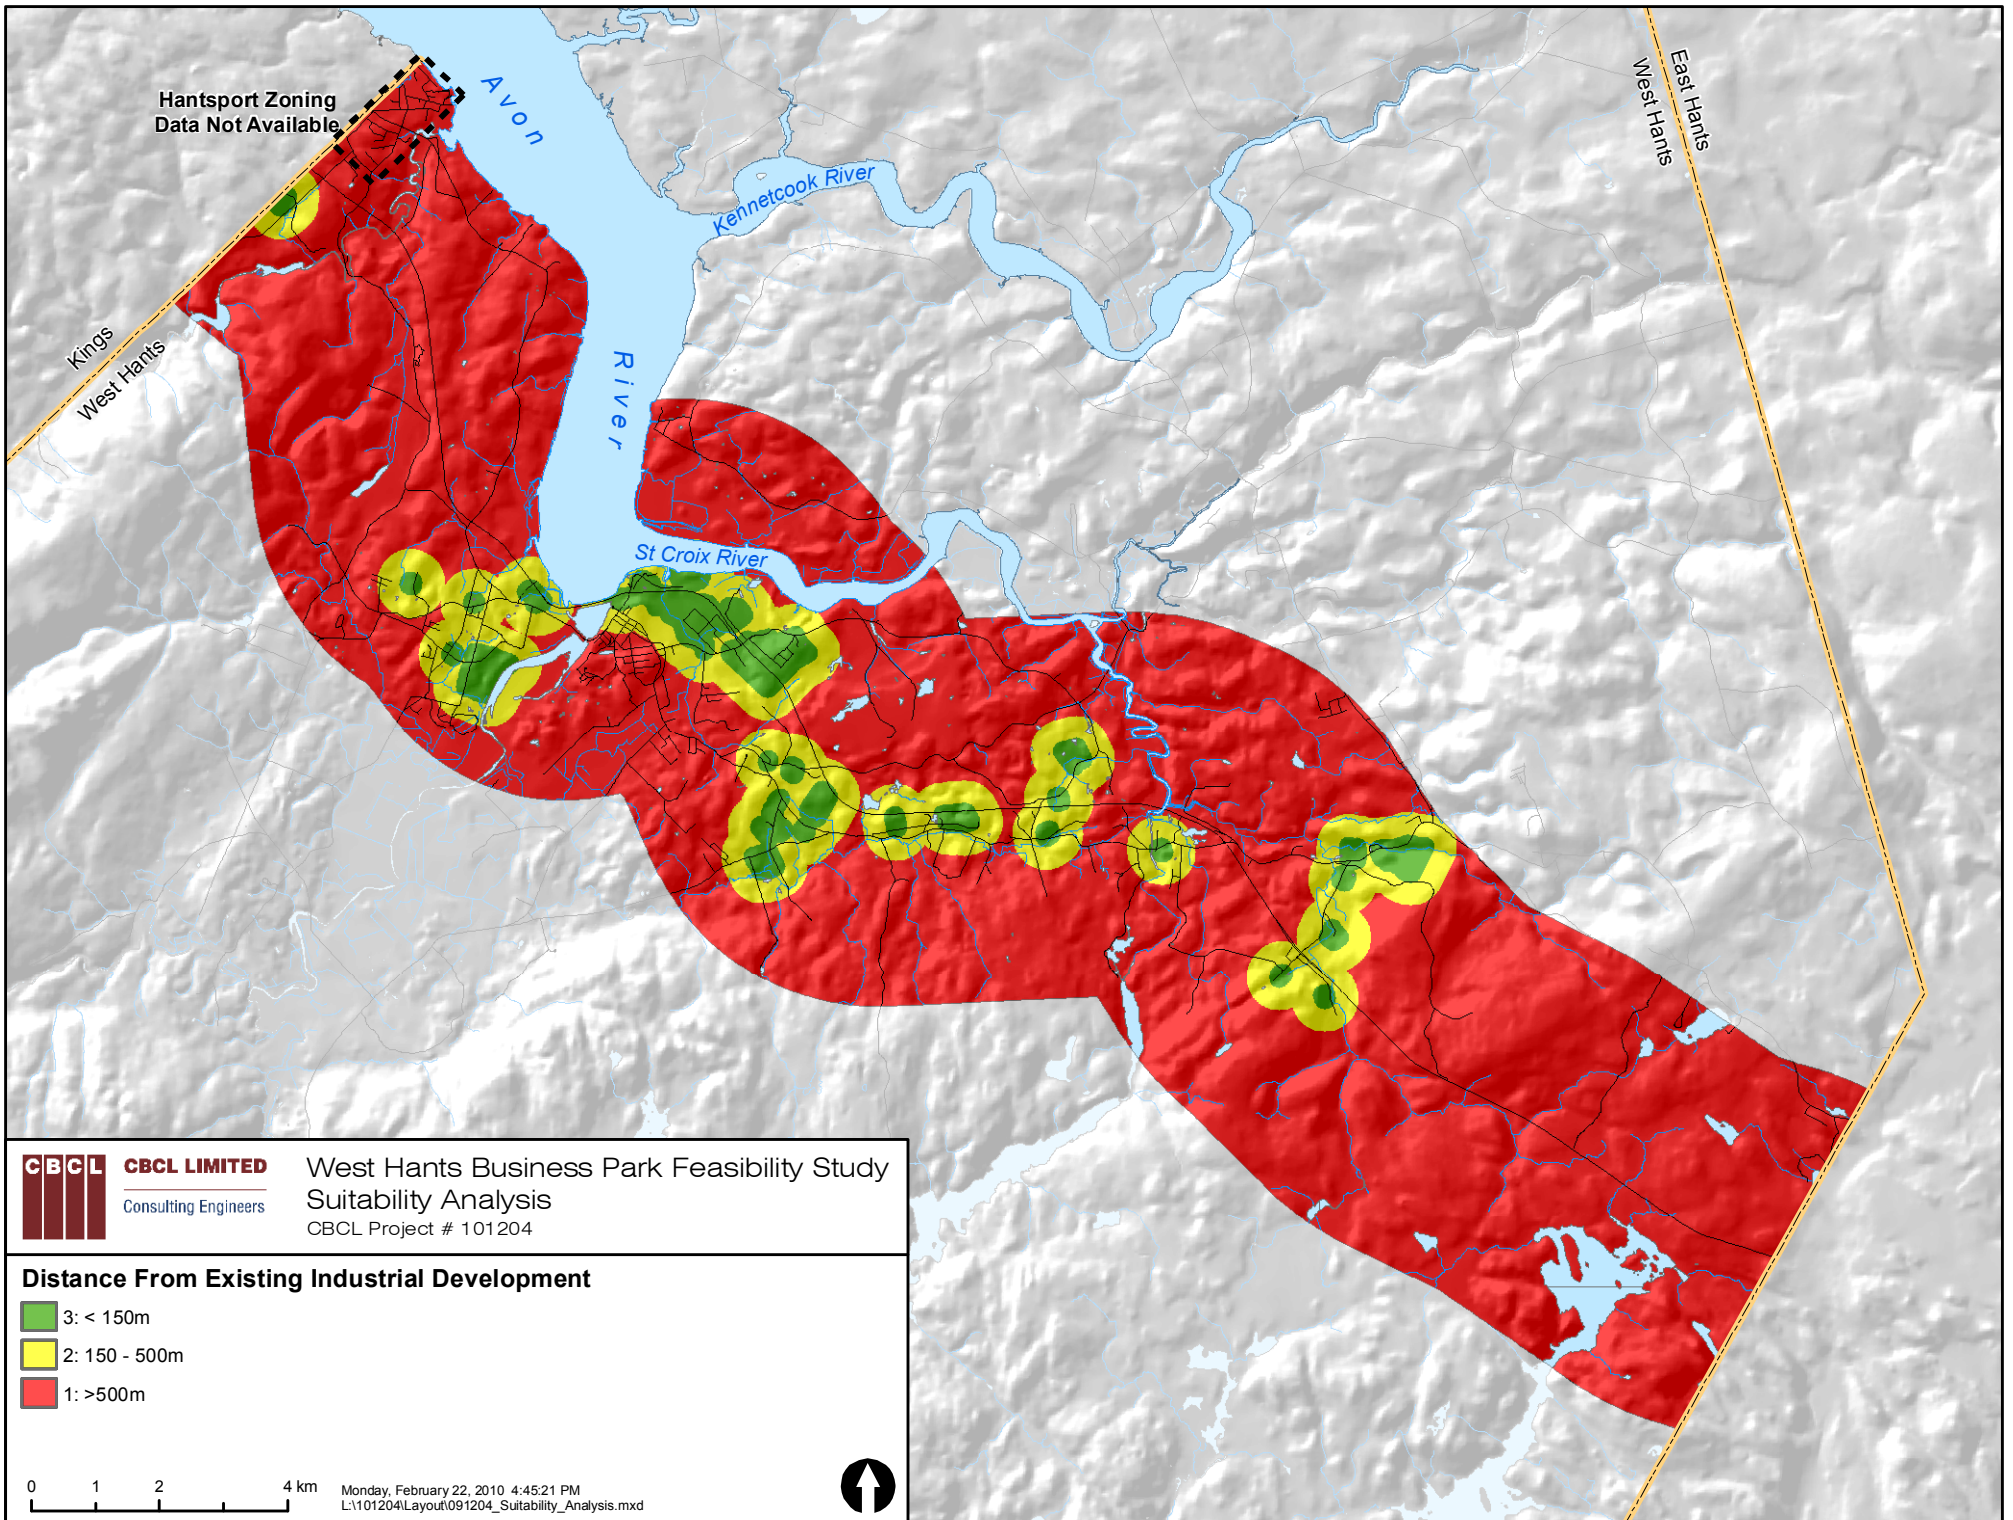 Hantsport Zoning
Data Not Available
Avon
River
Kennetcook River
St Croix River
East Hants
West Hants
Kings
West Hants
CBCL
CBCL LIMITED
Consulting Engineers
West Hants Business Park Feasibility Study
Suitability Analysis
CBCL Project # 101204
Distance From Existing Industrial Development
3: < 150m
2: 150 - 500m
1: >500m
0 1 2 4 km
Monday, February 22, 2010 4:45:21 PM
L:\101204\Layout\091204_Suitability_Analysis.mxd